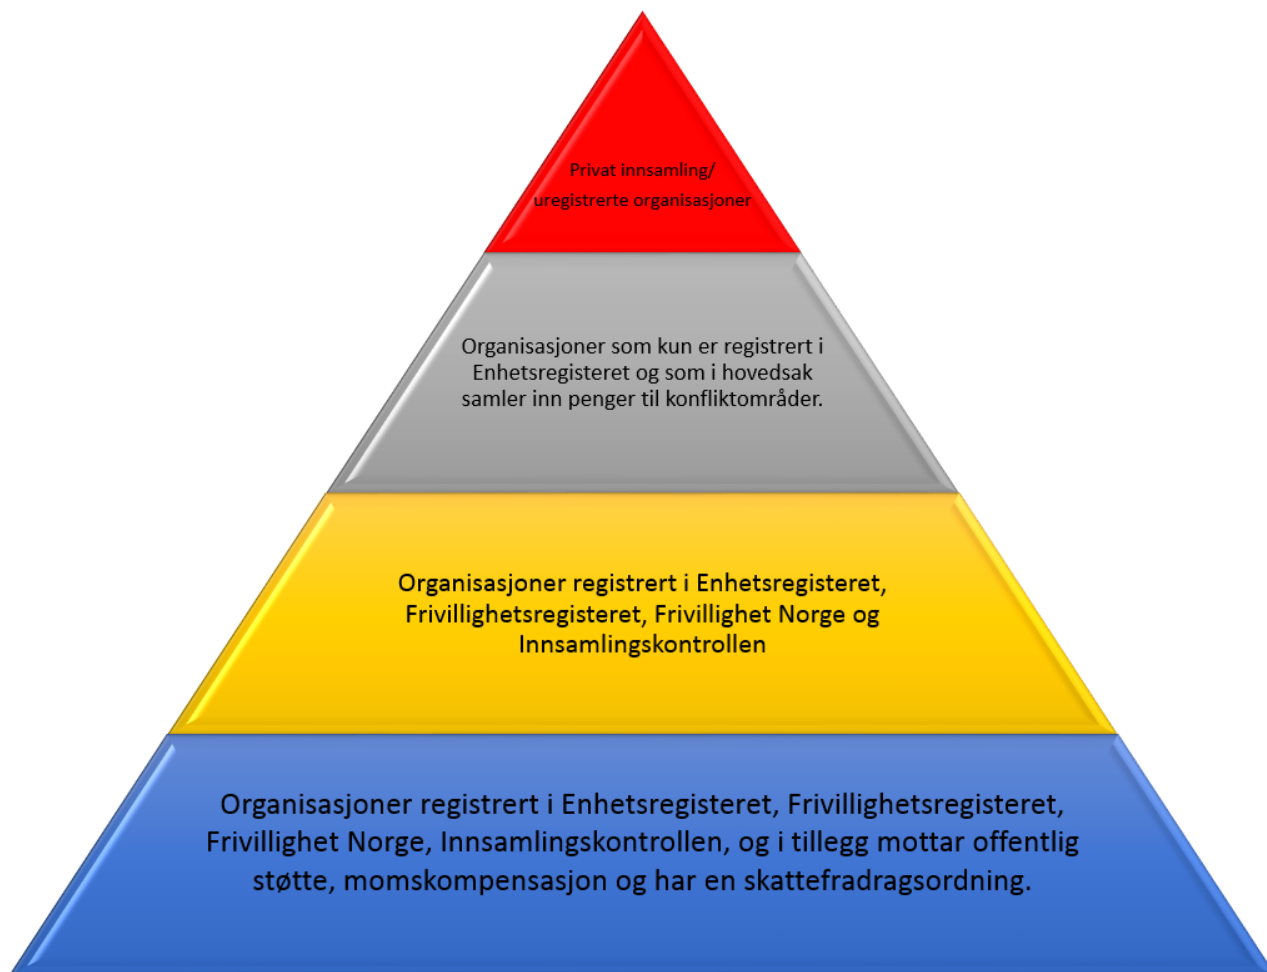 Privat innsamling/
uregistrerte organisasjoner
Organisasjoner som kun er registrert i
Enhetsregisteret og som i hovedsak
samler inn penger til konfliktområder.
Organisasjoner registrert i Enhetsregisteret,
Frivillighetsregisteret, Frivillighet Norge og
Innsamlingskontrollen
Organisasjoner registrert i Enhetsregisteret, Frivillighetsregisteret,
Frivillighet Norge, Innsamlingskontrollen, og i tillegg mottar offentlig
støtte, momskompensasjon og har en skattefradragsordning.